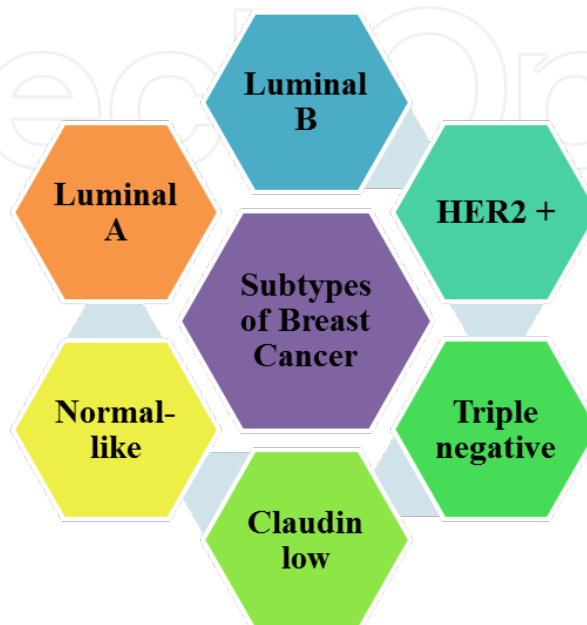 Luminal
B
Luminal
A
HER2 +
Subtypes
of Breast
Cancer
Normal-
like
Triple
negative
Claudin
low